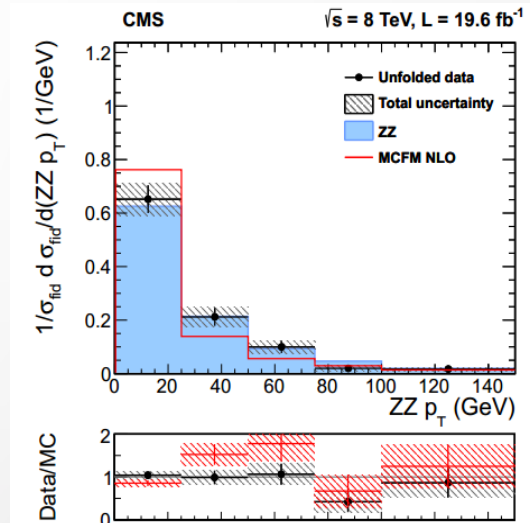 CMS √s = 8 TeV, L = 19.6 fb⁻¹
1/σ_fid d σ_fid/d(ZZ p_T) (1/GeV)
1.2
1
0.8
0.6
0.4
0.2
0
Unfolded data
Total uncertainty
ZZ
MCFM NLO
0 20 40 60 80 100 120 140
ZZ p_T (GeV)
Data/MC
2
1
0